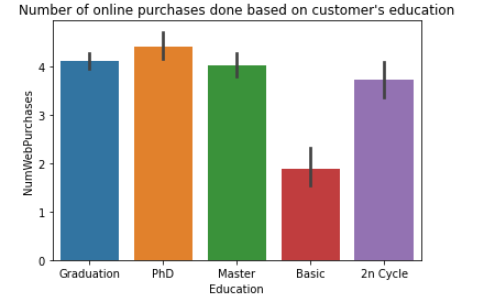 Number of online purchases done based on customer's education
NumWebPurchases
4
3
2
1
0
Graduation PhD Master Basic 2n Cycle
Education